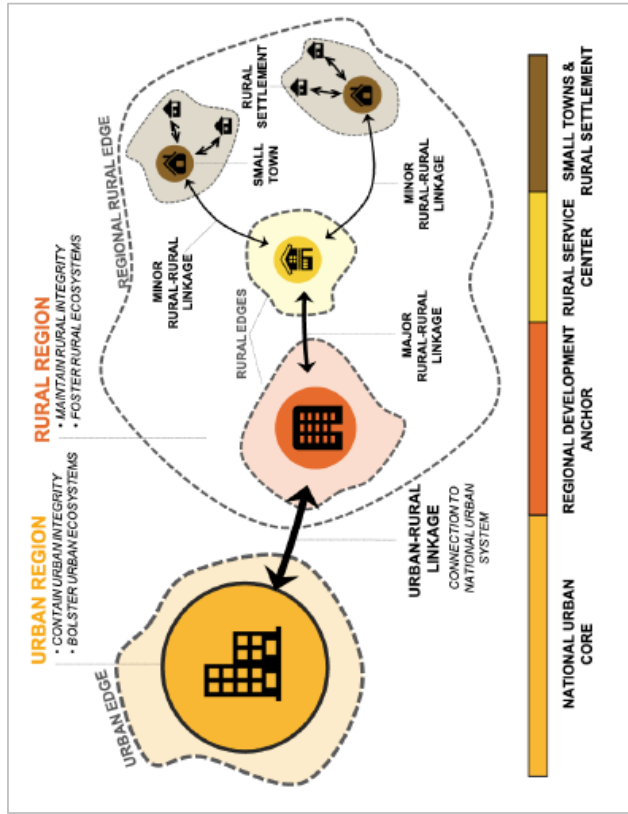 URBAN REGION
• CONTAIN URBAN INTEGRITY
• BOLSTER URBAN ECOSYSTEMS
RURAL REGION
• MAINTAIN RURAL INTEGRITY
• FOSTER RURAL ECOSYSTEMS
URBAN EDGE
REGIONAL RURAL EDGE
RURAL EDGES
MINOR
RURAL-RURAL
LINKAGE
SMALL
TOWN
RURAL
SETTLEMENT
URBAN-RURAL
LINKAGE
CONNECTION TO
NATIONAL URBAN
SYSTEM
MAJOR
RURAL-RURAL
LINKAGE
MINOR
RURAL-RURAL
LINKAGE
NATIONAL URBAN
CORE
REGIONAL DEVELOPMENT
ANCHOR
RURAL SERVICE
CENTER
SMALL TOWNS &
RURAL SETTLEMENT